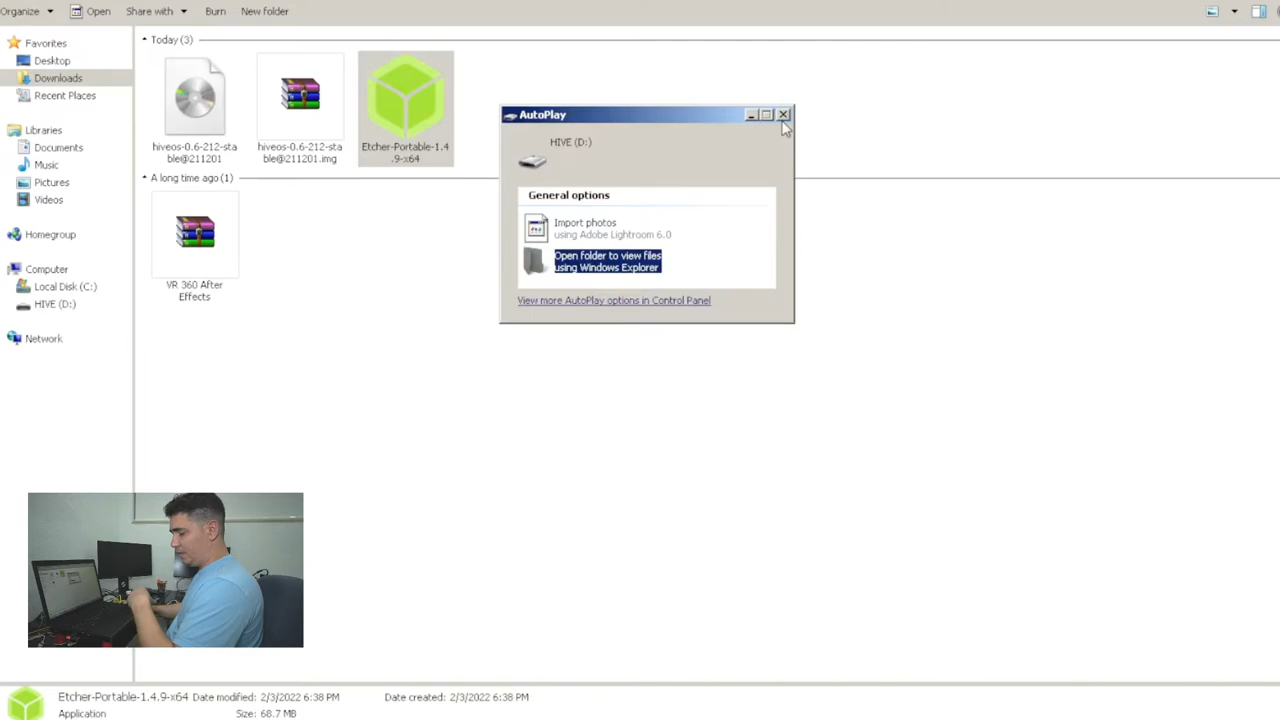 Organize
Open
Share with
Burn
New folder
Favorites
Desktop
Downloads
Recent Places
Libraries
Documents
Music
Pictures
Videos
Homegroup
Computer
Local Disk (C:)
HIVE (D:)
Network
Today (3)
hiveos-0.6-212-sta
ble@211201
hiveos-0.6-212-sta
ble@211201.img
Etcher-Portable-1.4.
9-x64
A long time ago (1)
VR 360 After
Effects
AutoPlay
HIVE (D:)
General options
Import photos
using Adobe Lightroom 6.0
Open folder to view files
using Windows Explorer
View more AutoPlay options in Control Panel
Etcher-Portable-1.4.9-x64 Date modified: 2/3/2022 6:38 PM Date created: 2/3/2022 6:38 PM
Application Size: 68.7 MB